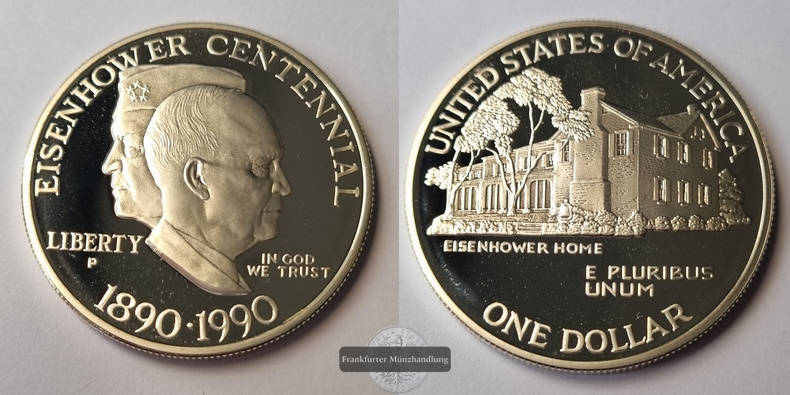 EISENHOWER CENTENNIAL
LIBERTY
P
IN GOD
WE TRUST
1890·1990
UNITED STATES OF AMERICA
EISENHOWER HOME
E PLURIBUS
UNUM
ONE DOLLAR
Frankfurter Münzhandlung